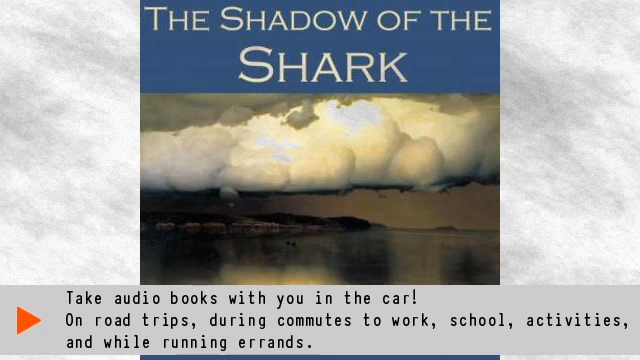 The Shadow of the
Shark
Take audio books with you in the car!
On road trips, during commutes to work, school, activities,
and while running errands.